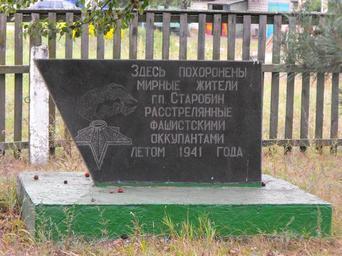 Здесь похоронены
мирные жители
гп. Старобин
расстрелянные
фашистскими
оккупантами
летом 1941 года